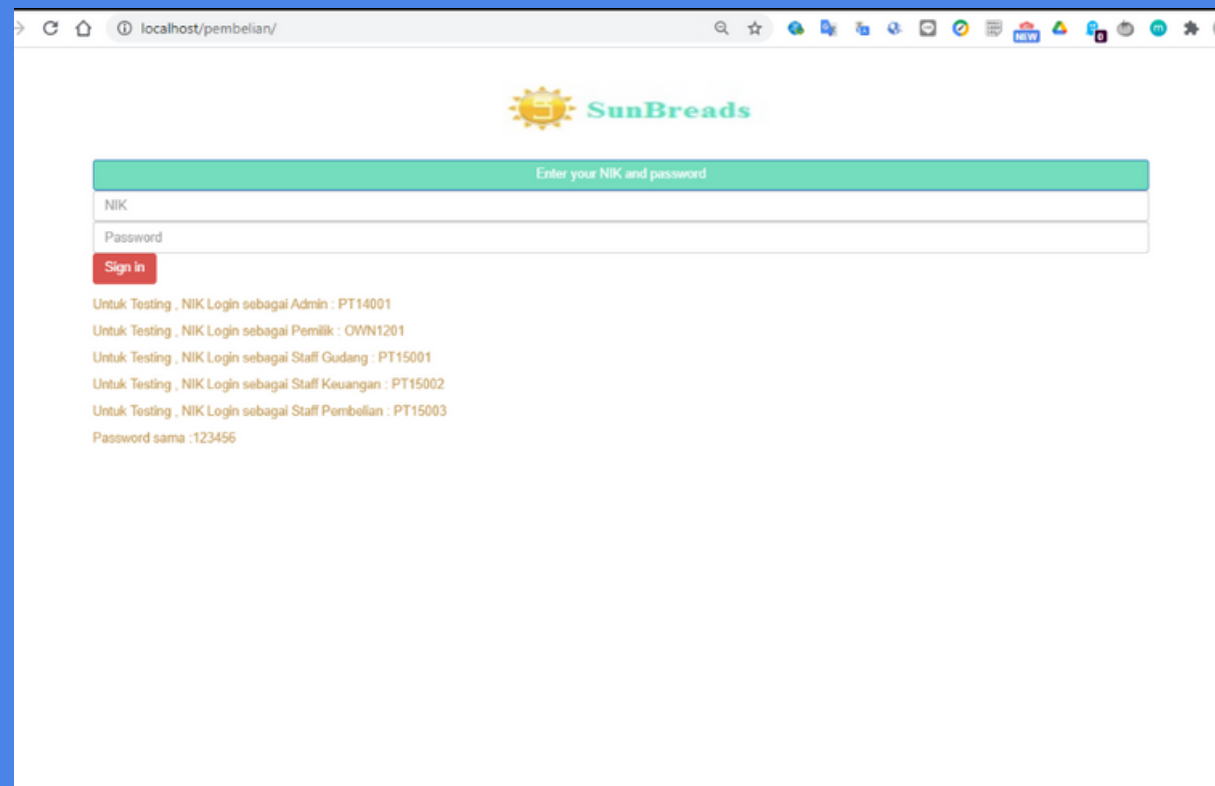 localhost/pembelian/
NEW
0
m
SunBreads
Enter your NIK and password
NIK
Password
Sign in
Untuk Testing , NIK Login sebagai Admin : PT14001
Untuk Testing , NIK Login sebagai Pemilik : OWN1201
Untuk Testing , NIK Login sebagai Staff Gudang : PT15001
Untuk Testing , NIK Login sebagai Staff Keuangan : PT15002
Untuk Testing , NIK Login sebagai Staff Pembelian : PT15003
Password sama :123456